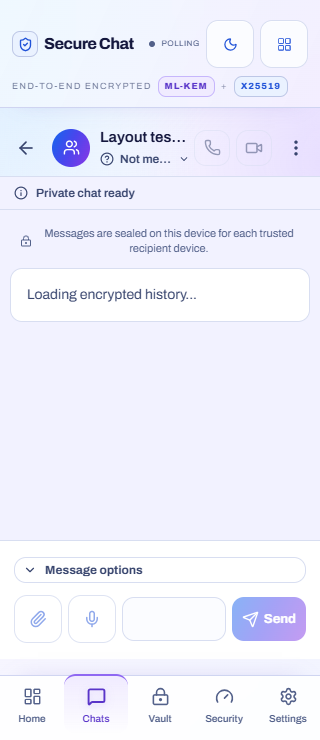 Secure Chat
POLLING
END-TO-END ENCRYPTED ML-KEM + X25519
Layout tes...
Not me...
Private chat ready
Messages are sealed on this device for each trusted
recipient device.
Loading encrypted history...
Message options
Send
Home Chats Vault Security Settings